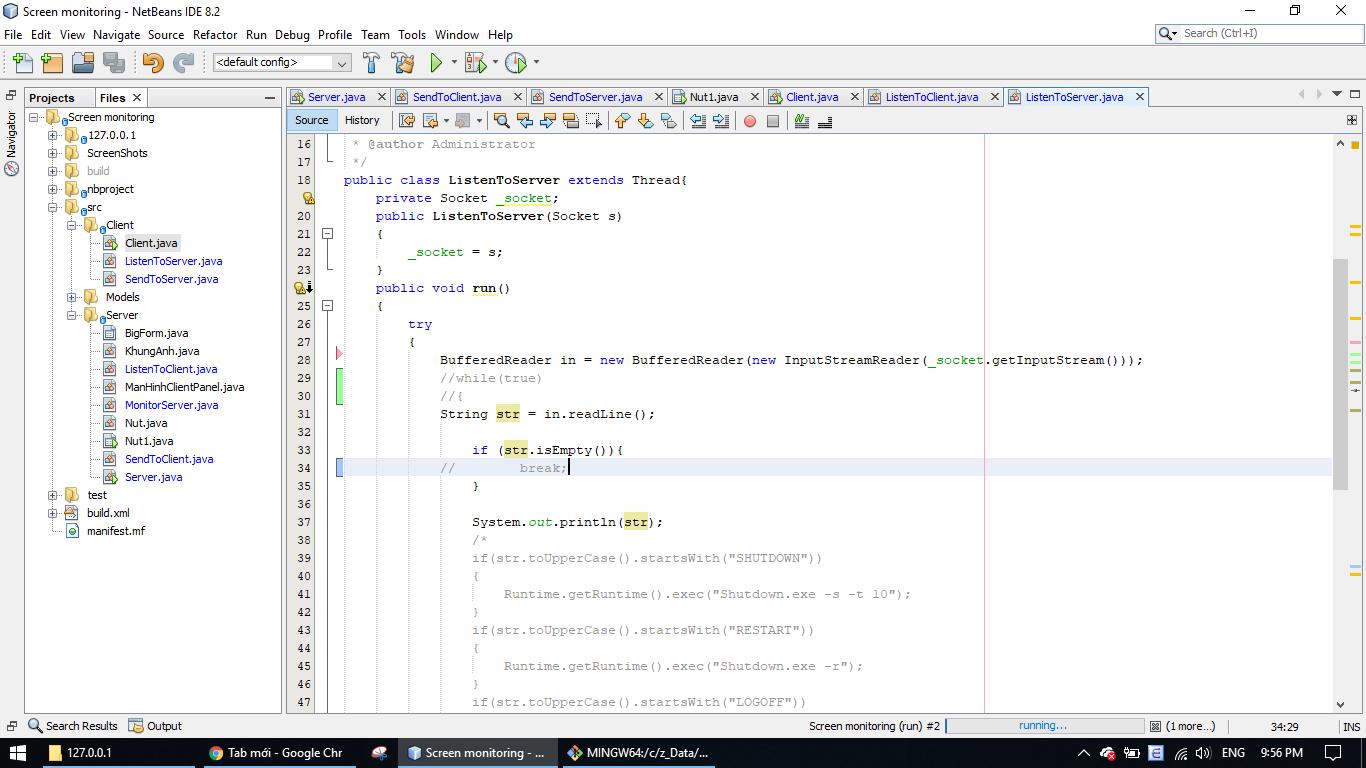 Screen monitoring - NetBeans IDE 8.2
File Edit View Navigate Source Refactor Run Debug Profile Team Tools Window Help
Search (Ctrl+I)
<default config>
Projects Files
Server.java SendToClient.java SendToServer.java Nut1.java Client.java ListenToClient.java ListenToServer.java
Source History
Navigator
Screen monitoring
127.0.0.1
ScreenShots
build
nbproject
src
Client
Client.java
ListenToServer.java
SendToServer.java
Models
Server
BigForm.java
KhungAnh.java
ListenToClient.java
ManHinhClientPanel.java
MonitorServer.java
Nut.java
Nut1.java
SendToClient.java
Server.java
test
build.xml
manifest.mf
16 * @author Administrator
17 */
18 public class ListenToServer extends Thread{
private Socket _socket;
20 public ListenToServer(Socket s)
21 {
22 _socket = s;
23 }
public void run()
25 {
26 try
27 {
28 BufferedReader in = new BufferedReader(new InputStreamReader(_socket.getInputStream()));
29 //while(true)
30 //{
31 String str = in.readLine();
32
33 if (str.isEmpty()){
34 // break;
35 }
36
37 System.out.println(str);
38 /*
39 if(str.toUpperCase().startsWith("SHUTDOWN"))
40 {
41 Runtime.getRuntime().exec("Shutdown.exe -s -t 10");
42 }
43 if(str.toUpperCase().startsWith("RESTART"))
44 {
45 Runtime.getRuntime().exec("Shutdown.exe -r");
46 }
47 if(str.toUpperCase().startsWith("LOGOFF"))
Search Results Output
Screen monitoring (run) #2 running... (1 more...) 34:29 INS
127.0.0.1 Tab mới - Google Chr Screen monitoring - ... MINGW64:/c/z_Data/... ENG 9:56 PM